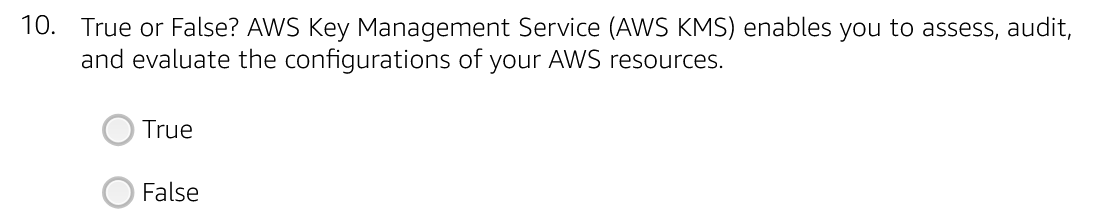 10. True or False? AWS Key Management Service (AWS KMS) enables you to assess, audit,
and evaluate the configurations of your AWS resources.
True
False